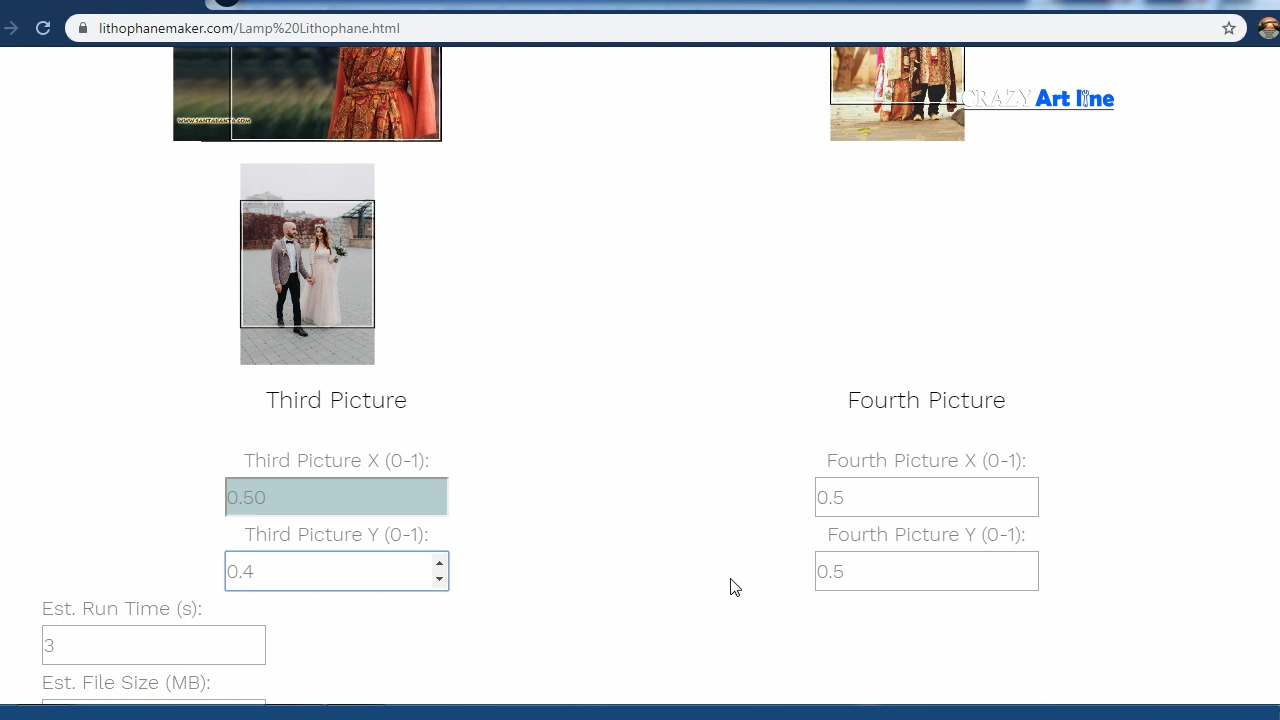 lithophanemaker.com/Lamp%20Lithophane.html
CRAZY Art line
WWW.SANTABANTA.COM
Third Picture
Fourth Picture
Third Picture X (0-1):
Fourth Picture X (0-1):
0.50
0.5
Third Picture Y (0-1):
Fourth Picture Y (0-1):
0.4
0.5
Est. Run Time (s):
3
Est. File Size (MB):